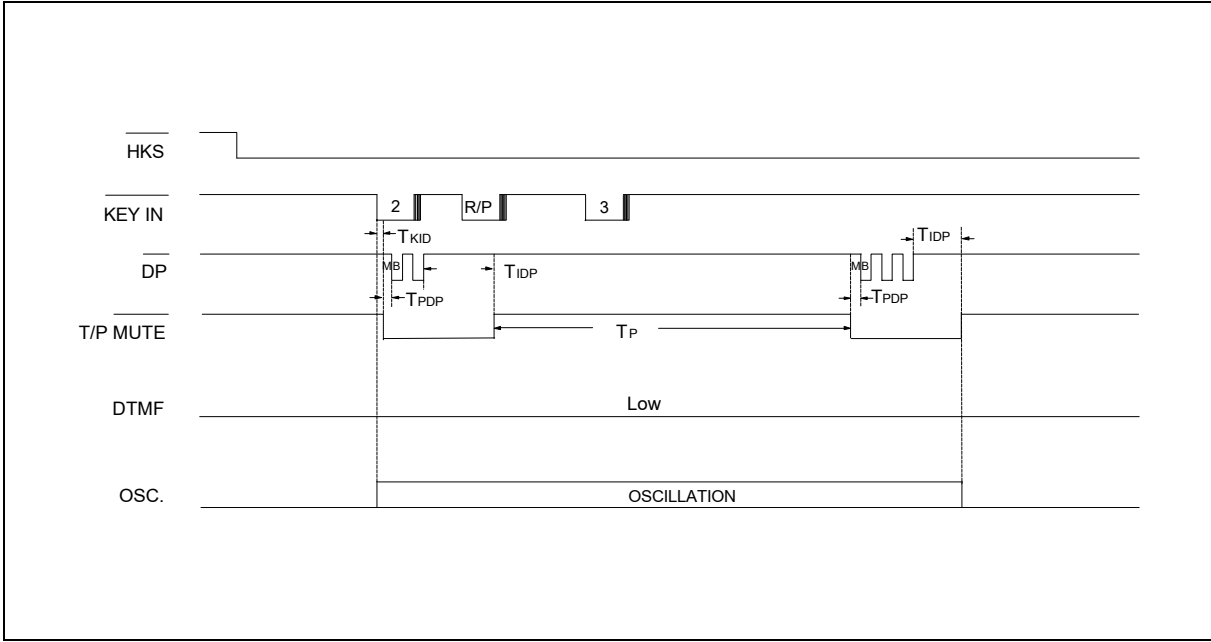 HKS
KEY IN
2
R/P
3
TKID
TIDP
DP
MB
TIDP
MB
TPDP
TPDP
T/P MUTE
TP
DTMF
Low
OSC.
OSCILLATION